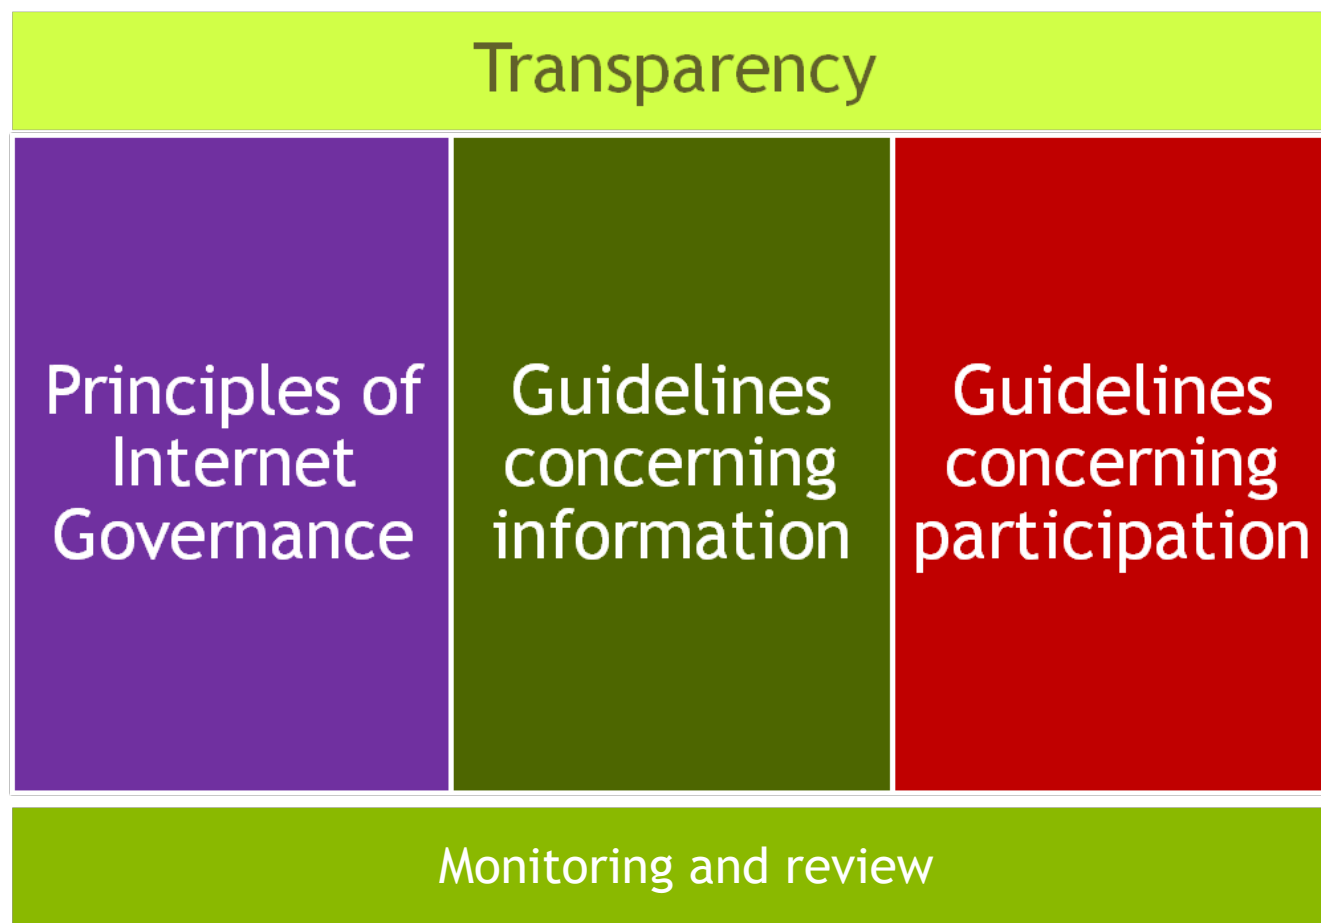 Transparency
Principles of
Internet
Governance
Guidelines
concerning
information
Guidelines
concerning
participation
Monitoring and review